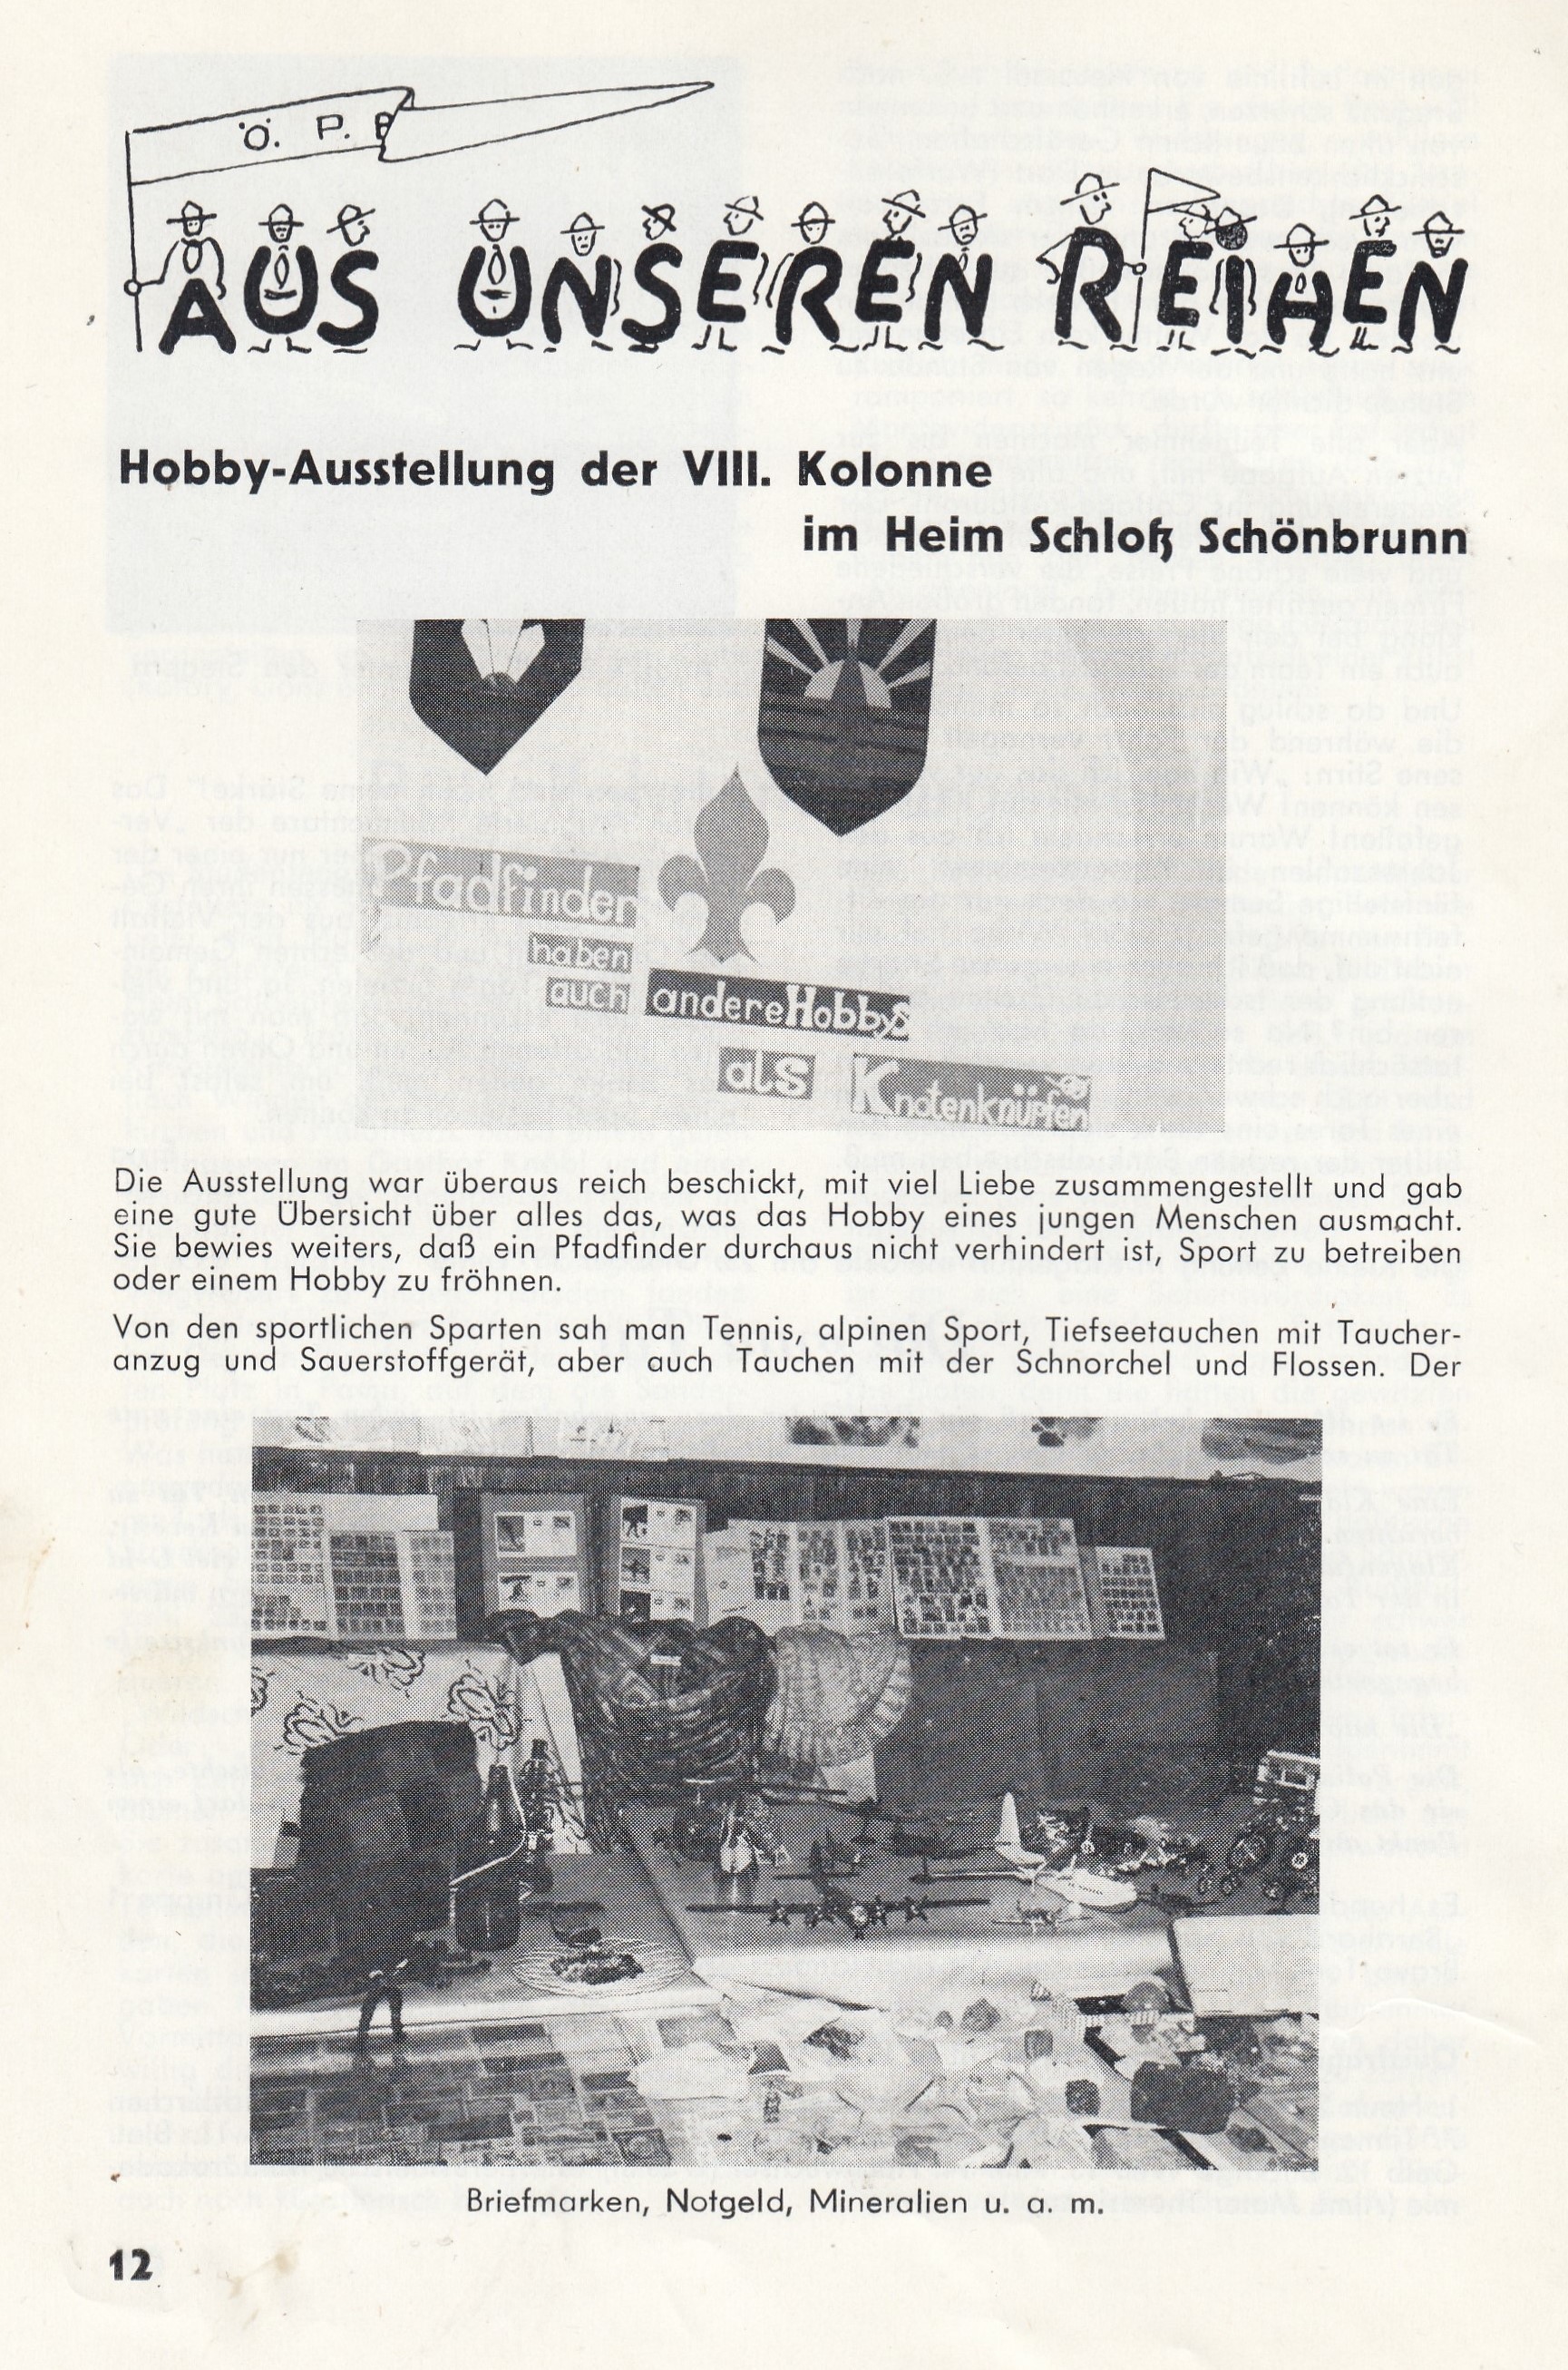 Ö. P. B
AUS UNSEREN REIHEN
Hobby-Ausstellung der VIII. Kolonne
im Heim Schloß Schönbrunn
Pfadfinder
haben
auch andere Hobbys
als Knotenknüpfen
Die Ausstellung war überaus reich beschickt, mit viel Liebe zusammengestellt und gab
eine gute Übersicht über alles das, was das Hobby eines jungen Menschen ausmacht.
Sie bewies weiters, daß ein Pfadfinder durchaus nicht verhindert ist, Sport zu betreiben
oder einem Hobby zu fröhnen.
Von den sportlichen Sparten sah man Tennis, alpinen Sport, Tiefseetauchen mit Taucher-
anzug und Sauerstoffgerät, aber auch Tauchen mit der Schnorchel und Flossen. Der
Briefmarken, Notgeld, Mineralien u. a. m.
12